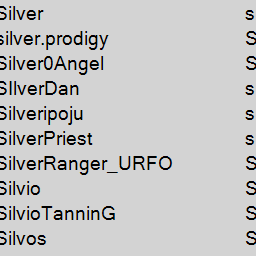 Silver s
silver.prodigy S
Silver0Angel S
SIlverDan s
Silveripoju s
SilverPriest s
SilverRanger_URFO S
Silvio S
SilvioTanninG S
Silvos S